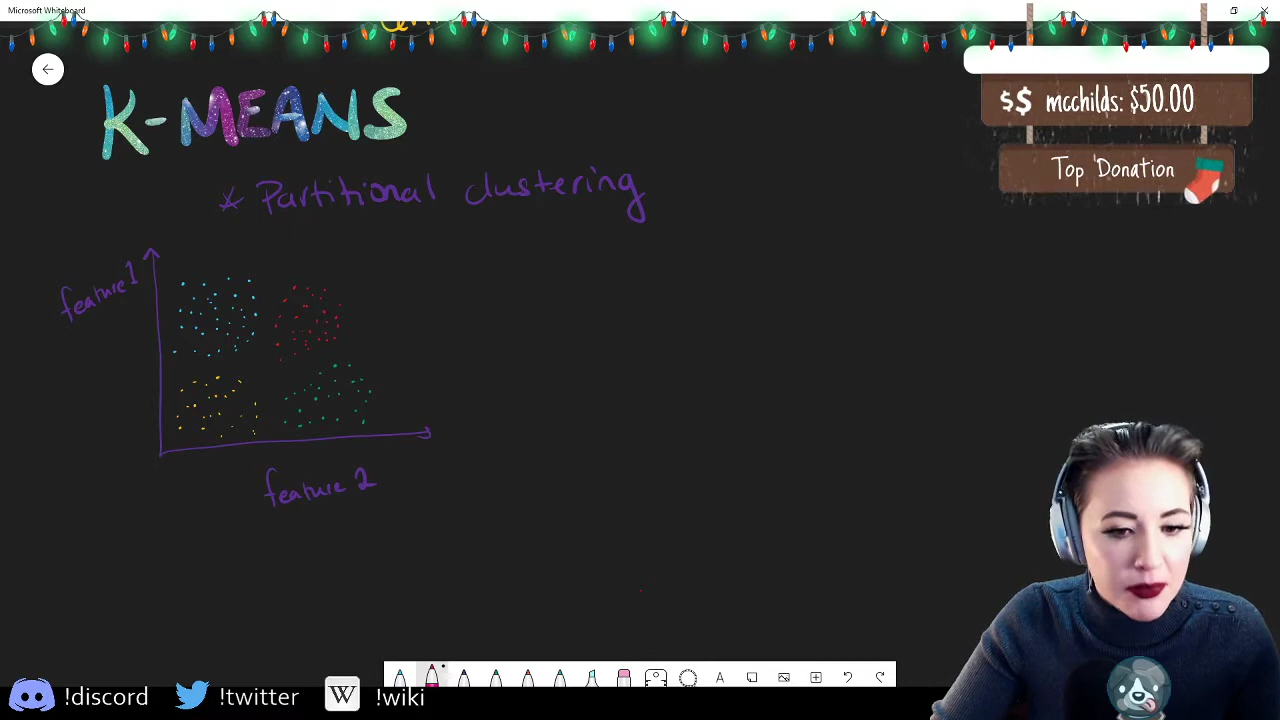 Microsoft Whiteboard
K-MEANS
* Partitional clustering
feature 1
feature 2
$$ mcchilds: $50.00
Top Donation
A
!discord
!twitter
W !wiki